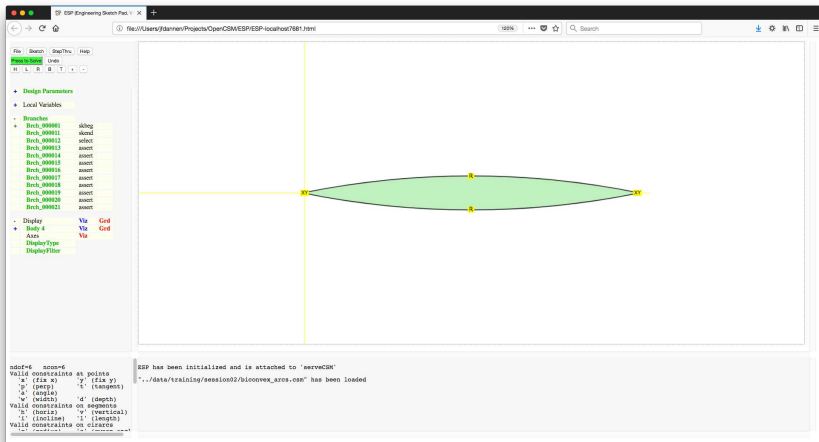 ESP (Engineering Sketch Pad, V
file:///Users/jfdannen/Projects/OpenCSM/ESP/ESP-localhost7681.html
100%
Search
File Sketch StepThru Help
Press to Solve Undo
H L R B T + -
+ Design Parameters
+ Local Variables
- Branches
+ Brch_000001 skbeg
Brch_000011 skend
Brch_000012 select
Brch_000013 assert
Brch_000014 assert
Brch_000015 assert
Brch_000016 assert
Brch_000017 assert
Brch_000018 assert
Brch_000019 assert
Brch_000020 assert
Brch_000021 assert
- Display Viz Grd
+ Body 4 Viz Grd
Axes Viz
DisplayType
DisplayFilter
R
XY XY
R
ndof=6 ncon=6
Valid constraints at points
'x' (fix x) 'y' (fix y)
'p' (perp) 't' (tangent)
'a' (angle)
'w' (width) 'd' (depth)
Valid constraints on segments
'h' (horiz) 'v' (vertical)
'i' (incline) 'l' (length)
Valid constraints on cirarcs
ESP has been initialized and is attached to 'serveCSM'
"../data/training/session02/biconvex_arcs.csm" has been loaded